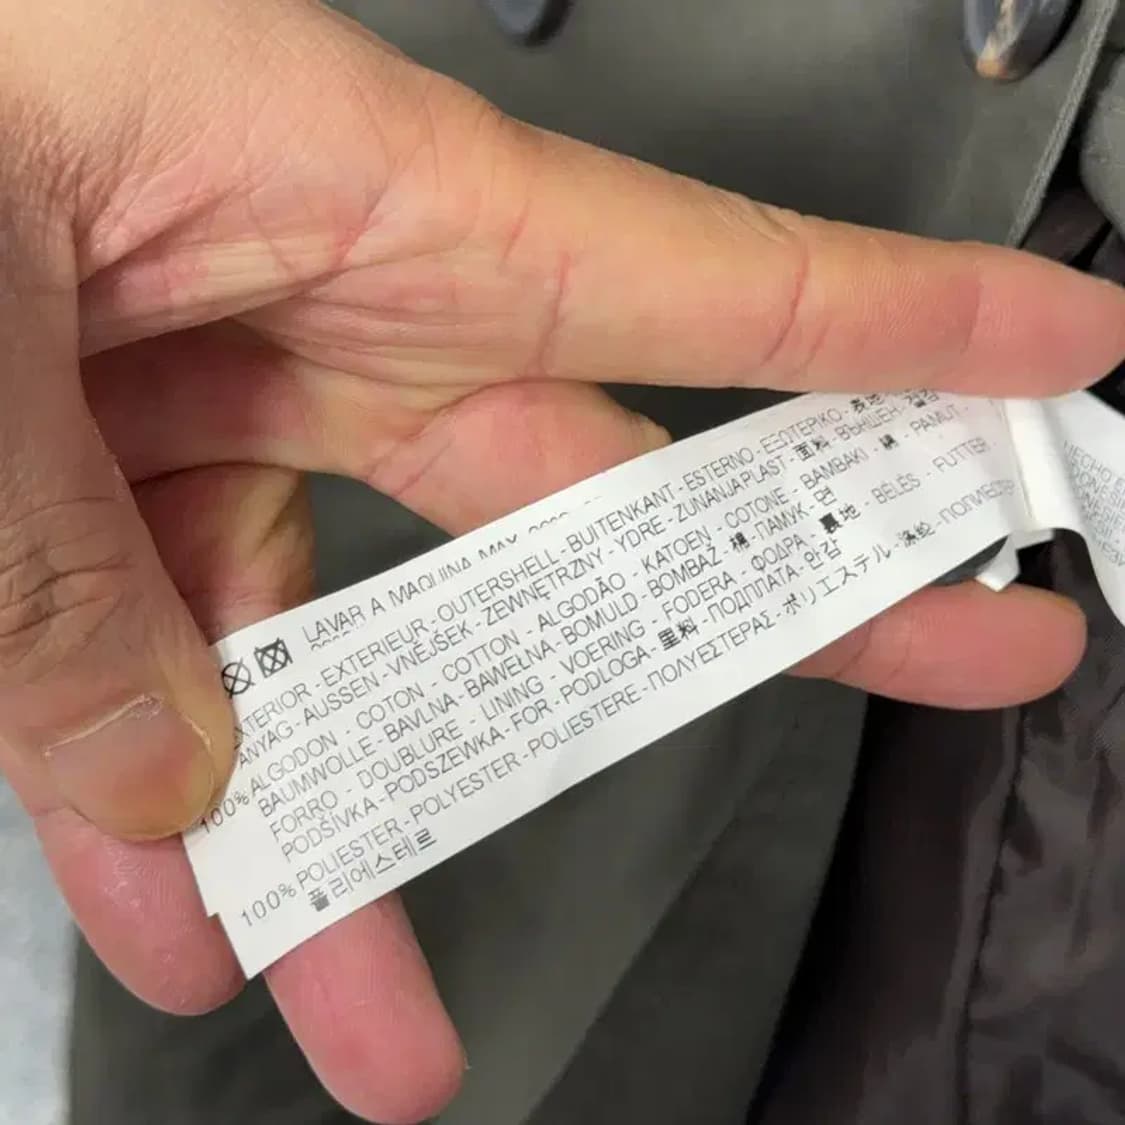 LAVAR A MAQUINA MAX
EXTERIOR - EXTERIEUR - OUTERSHELL - BUITENKANT - ESTERNO - ΕΞΩΤΕΡΙΚΟ - 表地
ANYAG - AUSSEN - VNĚJŠEK - ZEWNĘTRZNY - YDRE - ZUNANJA PLAST - 面料 - ВЪНШЕН - 겉감
100% ALGODON - COTON - COTTON - ALGODÃO - KATOEN - COTONE - BAMBAKI - 綿 - PAMUT -
BAUMWOLLE - BAVLNA - BAWEŁNA - BOMULD - BOMBAŽ - 棉 - ПАМУК - 면
FORRO - DOUBLURE - LINING - VOERING - FODERA - ΦΟΔΡΑ - 裏地 - BÉLÉS - FUTTER
PODŠÍVKA - PODSZEWKA - FOR - PODLOGA - 里料 - ПОДПЛАТА - 안감
100% POLIESTER - POLYESTER - POLIESTERE - ΠΟΛΥΕΣΤΕΡΑΣ - ポリエステル - 涤纶 - ПОЛИЕСТЕР
폴리에스테르
HECHO E